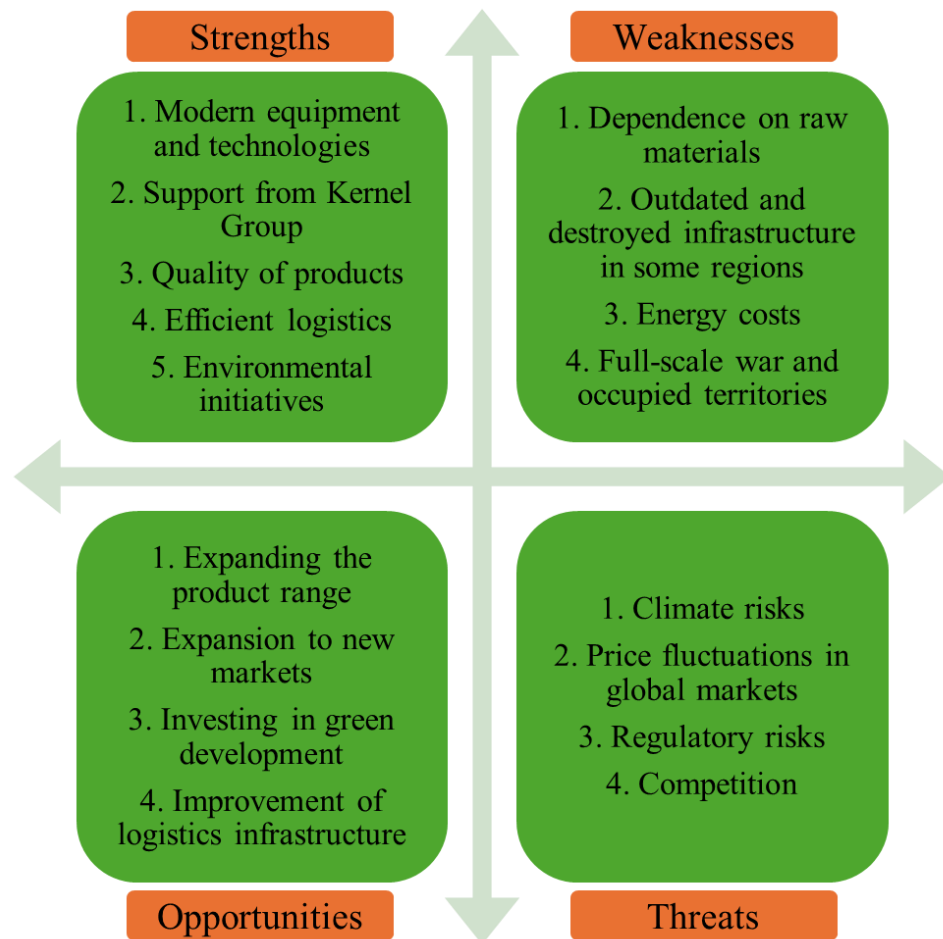 Strengths
1. Modern equipment
and technologies
2. Support from Kernel
Group
3. Quality of products
4. Efficient logistics
5. Environmental
initiatives
Weaknesses
1. Dependence on raw
materials
2. Outdated and
destroyed infrastructure
in some regions
3. Energy costs
4. Full-scale war and
occupied territories
1. Expanding the
product range
2. Expansion to new
markets
3. Investing in green
development
4. Improvement of
logistics infrastructure
Opportunities
1. Climate risks
2. Price fluctuations in
global markets
3. Regulatory risks
4. Competition
Threats